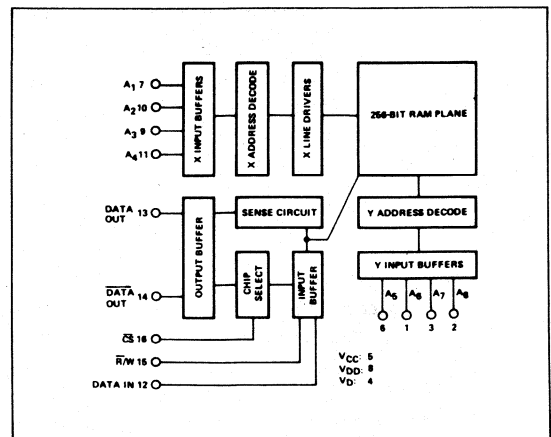 A1 7
A2 10
A3 9
A4 11
X INPUT BUFFERS
X ADDRESS DECODE
X LINE DRIVERS
256-BIT RAM PLANE
DATA OUT 13
DATA OUT 14
OUTPUT BUFFER
SENSE CIRCUIT
CHIP SELECT
INPUT BUFFER
Y ADDRESS DECODE
Y INPUT BUFFERS
A5 A6 A7 A8
6 1 3 2
CS 16
R/W 15
DATA IN 12
VCC: 5
VDD: 8
VD: 4